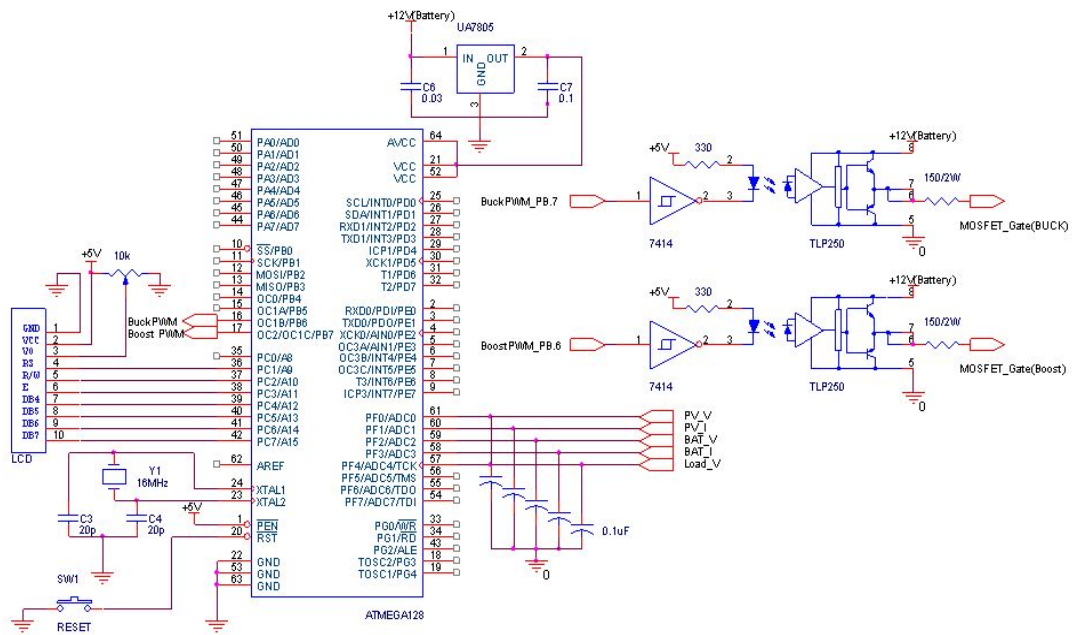 +12V(Battery)
UA7805
1
IN
OUT
2
GND
3
C6
0.03
C7
0.1
51
PA0/AD0
50
PA1/AD1
49
PA2/AD2
48
PA3/AD3
47
PA4/AD4
46
PA5/AD5
45
PA6/AD6
44
PA7/AD7
10
SS/PB0
11
SCK/PB1
12
MOSI/PB2
13
MISO/PB3
14
OC0/PB4
15
OC1A/PB5
16
OC1B/PB6
17
OC2/OC1C/PB7
35
PC0/A8
36
PC1/A9
37
PC2/A10
38
PC3/A11
39
PC4/A12
40
PC5/A13
41
PC6/A14
42
PC7/A15
62
AREF
24
XTAL1
23
XTAL2
1
PEN
20
RST
22
GND
53
GND
63
GND
AVCC
64
VCC
21
VCC
52
SCL/INT0/PD0
25
SDA/INT1/PD1
26
RXD1/INT2/PD2
27
TXD1/INT3/PD3
28
ICP1/PD4
29
XCK1/PD5
30
T1/PD6
31
T2/PD7
32
RXD0/PDI/PE0
2
TXD0/PDO/PE1
3
XCK0/AIN0/PE2
4
OC3A/AIN1/PE3
5
OC3B/INT4/PE4
6
OC3C/INT5/PE5
7
T3/INT6/PE6
8
ICP3/INT7/PE7
9
PF0/ADC0
61
PF1/ADC1
60
PF2/ADC2
59
PF3/ADC3
58
PF4/ADC4/TCK
57
PF5/ADC5/TMS
56
PF6/ADC6/TDO
55
PF7/ADC7/TDI
54
PG0/WR
33
PG1/RD
34
PG2/ALE
43
TOSC2/PG3
18
TOSC1/PG4
19
ATMEGA128
+5V
10k
BuckPWM
Boost PWM
GND
1
VCC
2
V0
3
RS
4
R/W
5
E
6
DB4
7
DB5
8
DB6
9
DB7
10
LCD
Y1
16MHz
C3
20p
C4
20p
+5V
SW1
RESET
PV_V
PV_I
BAT_V
BAT_I
Load_V
0.1uF
0
BuckPWM_PB.7
1
2
7414
+5V
330
2
3
TLP250
+12V(Battery)
8
7
6
5
0
150/2W
MOSFET_Gate(BUCK)
BoostPWM_PB.6
1
2
7414
+5V
330
2
3
TLP250
+12V(Battery)
8
7
6
5
0
150/2W
MOSFET_Gate(Boost)